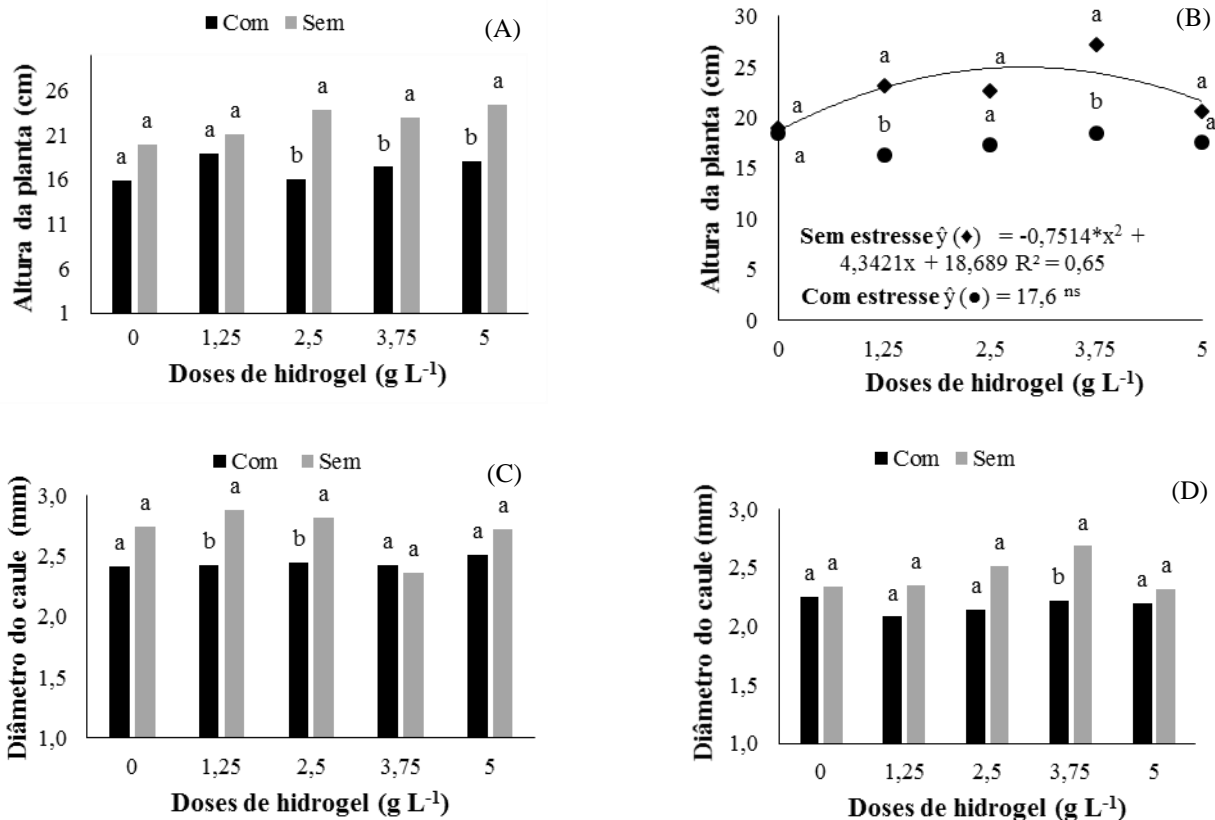 ■ Com ■ Sem
(A)
Altura da planta (cm)
26
21
16
11
6
1
a a a a b a b a b a
0 1,25 2,5 3,75 5
Doses de hidrogel (g L⁻¹)
(B)
Altura da planta (cm)
30
25
20
15
10
5
0
a a a a a
a b a b a
Sem estresse ŷ (◆) = -0,7514*x² +
4,3421x + 18,689 R² = 0,65
Com estresse ŷ (●) = 17,6 ns
0 1,25 2,5 3,75 5
Doses de hidrogel (g L⁻¹)
■ Com ■ Sem
(C)
Diâmetro do caule (mm)
3,0
2,5
2,0
1,5
1,0
a a b a b a a a a a
0 1,25 2,5 3,75 5
Doses de hidrogel (g L⁻¹)
■ Com ■ Sem
(D)
Diâmetro do caule (mm)
3,0
2,5
2,0
1,5
1,0
a a a a a a b a a a
0 1,25 2,5 3,75 5
Doses de hidrogel (g L⁻¹)